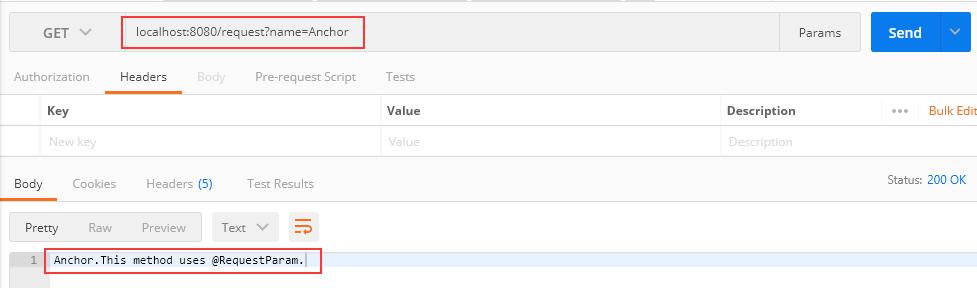 GET localhost:8080/request?name=Anchor Params Send
Authorization Headers Body Pre-request Script Tests
Key Value Description ••• Bulk Edit
New key Value Description
Body Cookies Headers (5) Test Results Status: 200 OK
Pretty Raw Preview Text
1 Anchor.This method uses @RequestParam.